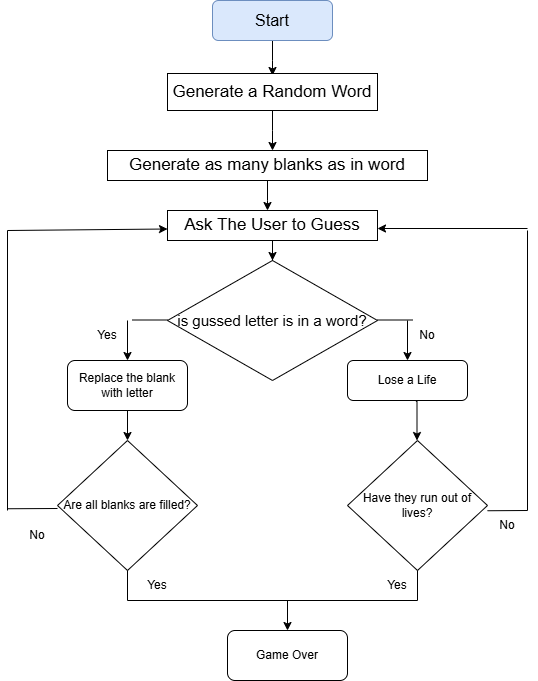 Start
Generate a Random Word
Generate as many blanks as in word
Ask The User to Guess
is gussed letter is in a word?
Yes
No
Replace the blank
with letter
Lose a Life
Are all blanks are filled?
Have they run out of
lives?
No
No
Yes
Yes
Game Over